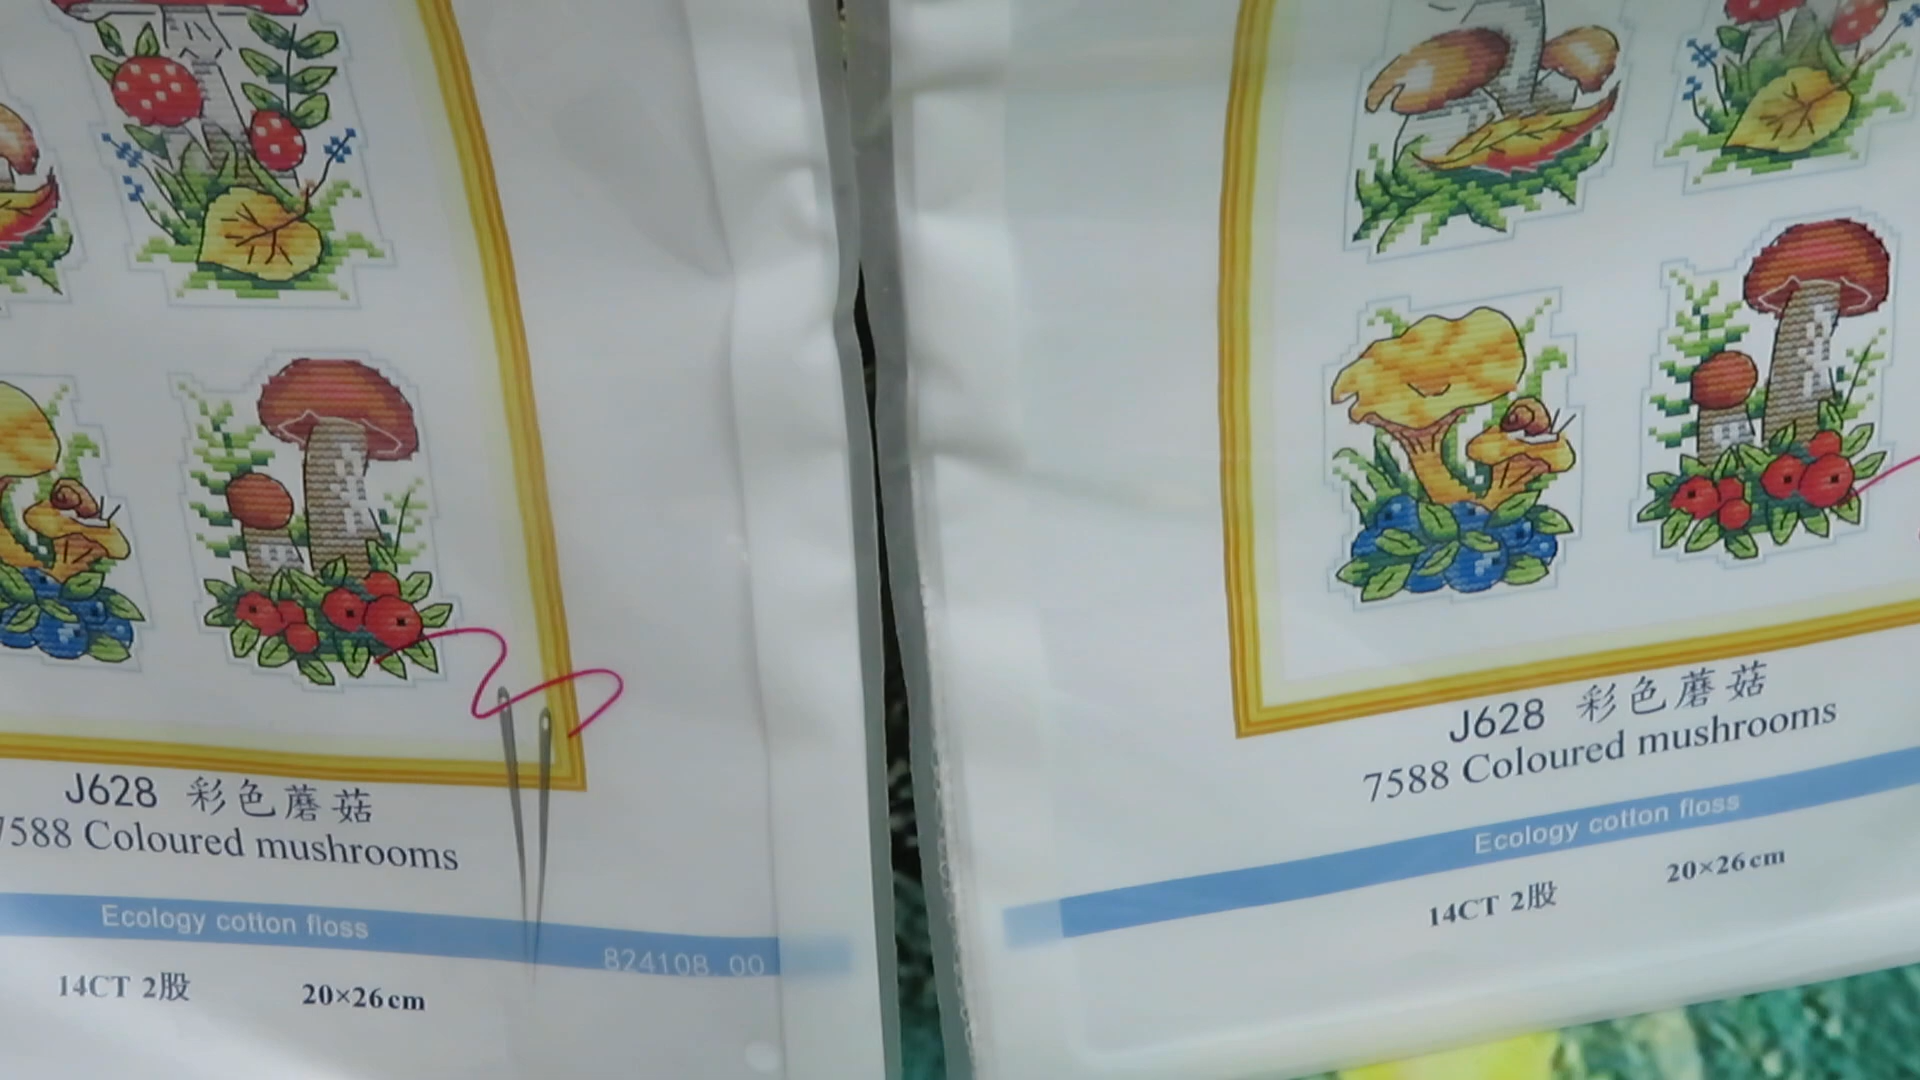 J628 彩色蘑菇
7588 Coloured mushrooms
Ecology cotton floss
824108.00
14CT 2股 20×26cm
J628 彩色蘑菇
7588 Coloured mushrooms
Ecology cotton floss
14CT 2股 20×26cm